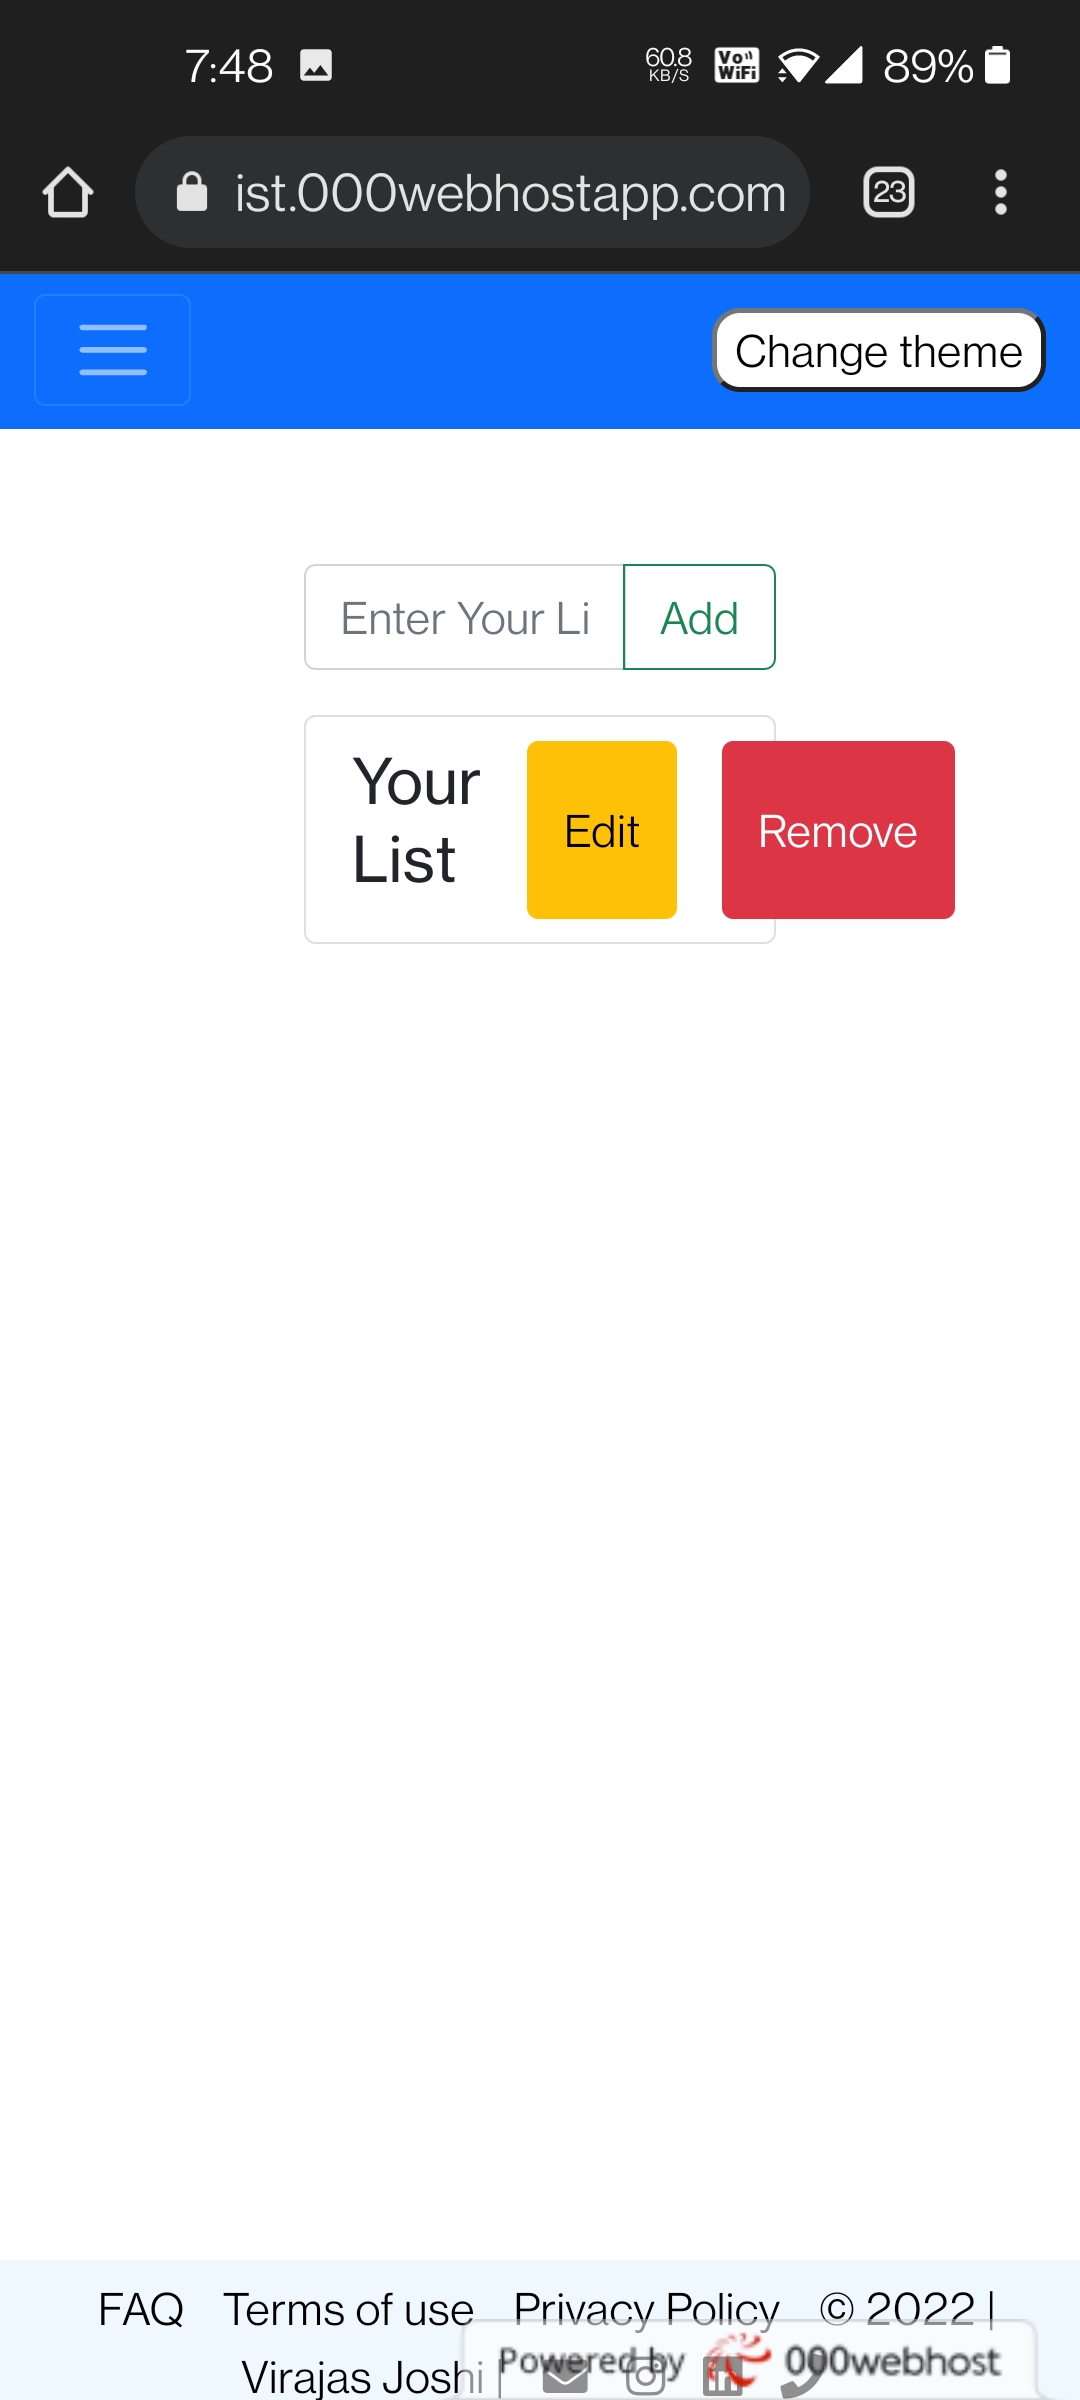 7:48 60.8 KB/S Vo WiFi 89%
ist.000webhostapp.com 23
Change theme
Enter Your Li Add
Your
List
Edit Remove
FAQ Terms of use Privacy Policy © 2022 |
Virajas Joshi |
Powered by 000webhost